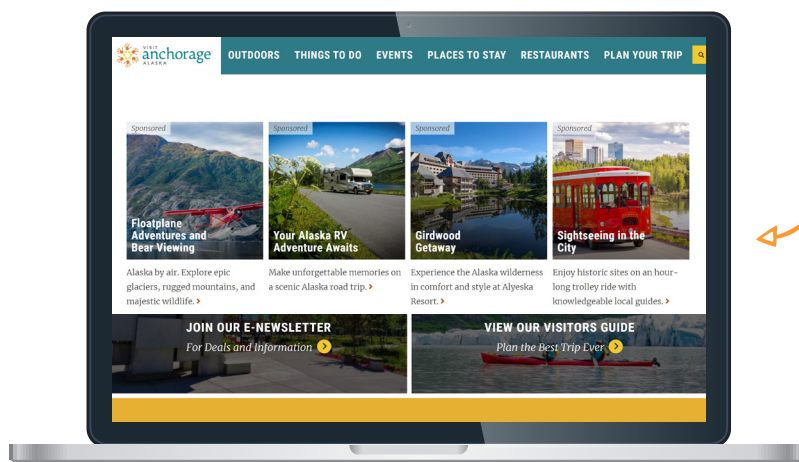 VISIT
anchorage
ALASKA
OUTDOORS THINGS TO DO EVENTS PLACES TO STAY RESTAURANTS PLAN YOUR TRIP
Sponsored
Floatplane
Adventures and
Bear Viewing
Alaska by air. Explore epic
glaciers, rugged mountains, and
majestic wildlife. >
Sponsored
Your Alaska RV
Adventure Awaits
Make unforgettable memories on
a scenic Alaska road trip. >
Sponsored
Girdwood
Getaway
Experience the Alaska wilderness
in comfort and style at Alyeska
Resort. >
Sponsored
Sightseeing in the
City
Enjoy historic sites on an hour-
long trolley ride with
knowledgeable local guides. >
JOIN OUR E-NEWSLETTER
For Deals and Information >
VIEW OUR VISITORS GUIDE
Plan the Best Trip Ever >